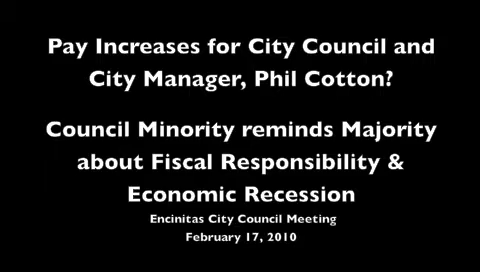 Pay Increases for City Council and
City Manager, Phil Cotton?
Council Minority reminds Majority
about Fiscal Responsibility &
Economic Recession
Encinitas City Council Meeting
February 17, 2010